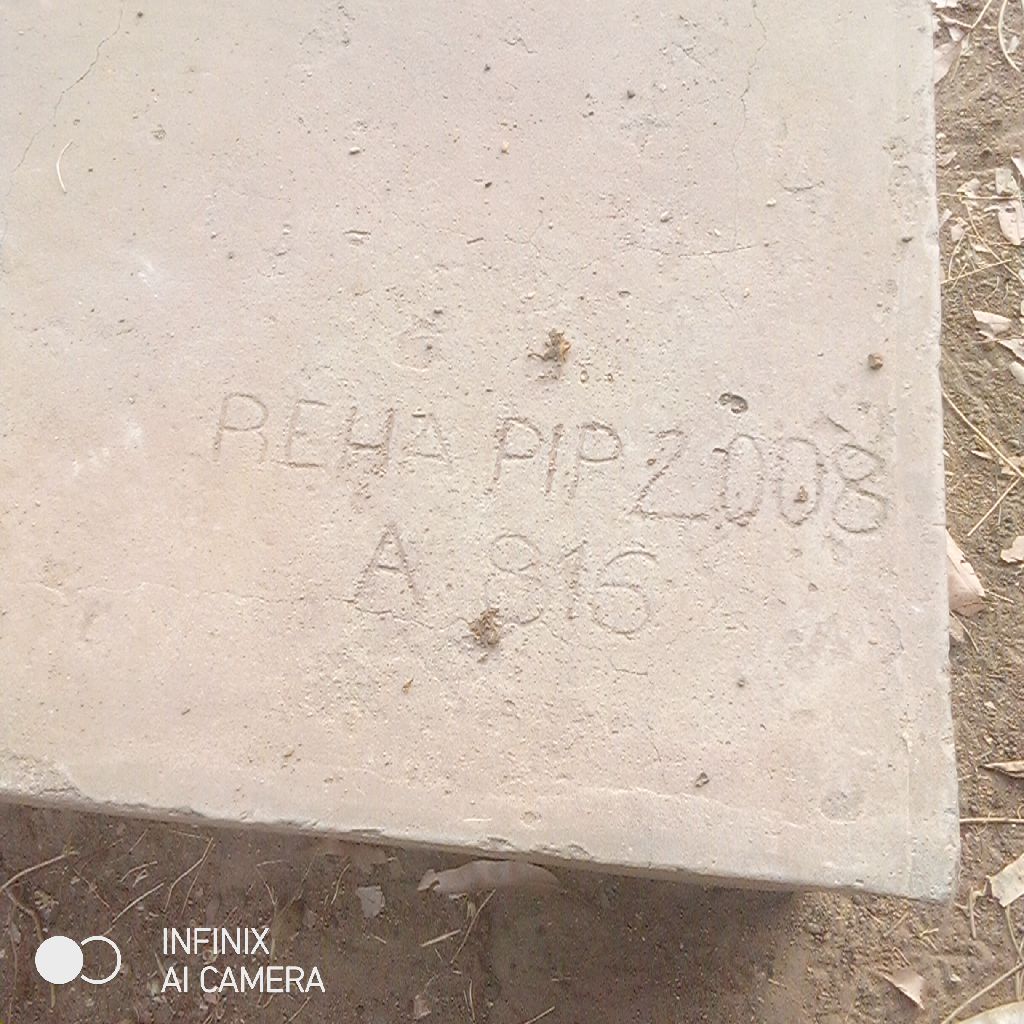 REHA PIP 2008
A 816
INFINIX
AI CAMERA